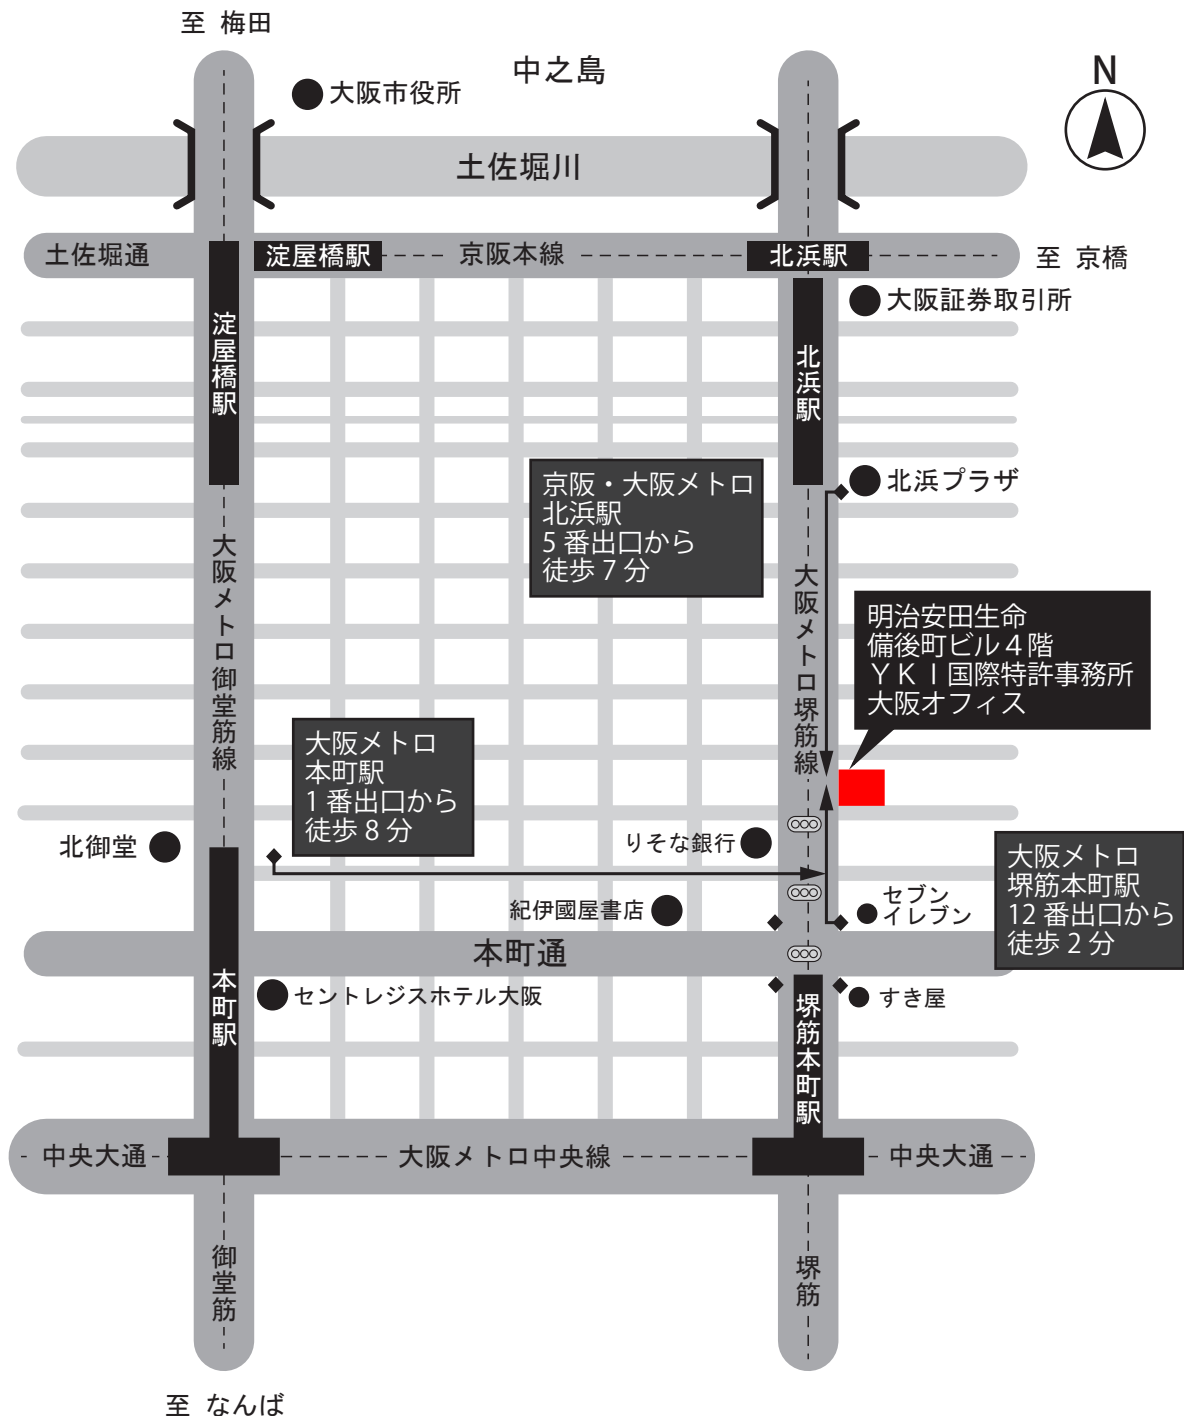 至 梅田
中之島
大阪市役所
N
土佐堀川
土佐堀通
淀屋橋駅
京阪本線
北浜駅
至 京橋
大阪証券取引所
淀屋橋駅
北浜駅
京阪・大阪メトロ
北浜駅
5番出口から
徒歩7分
北浜プラザ
大阪メトロ御堂筋線
大阪メトロ堺筋線
明治安田生命
備後町ビル4階
YKI国際特許事務所
大阪オフィス
大阪メトロ
本町駅
1番出口から
徒歩8分
北御堂
りそな銀行
大阪メトロ
堺筋本町駅
12番出口から
徒歩2分
紀伊國屋書店
セブン
イレブン
本町通
本町駅
セントレジスホテル大阪
堺筋本町駅
すき屋
中央大通
大阪メトロ中央線
中央大通
御堂筋
堺筋
至 なんば